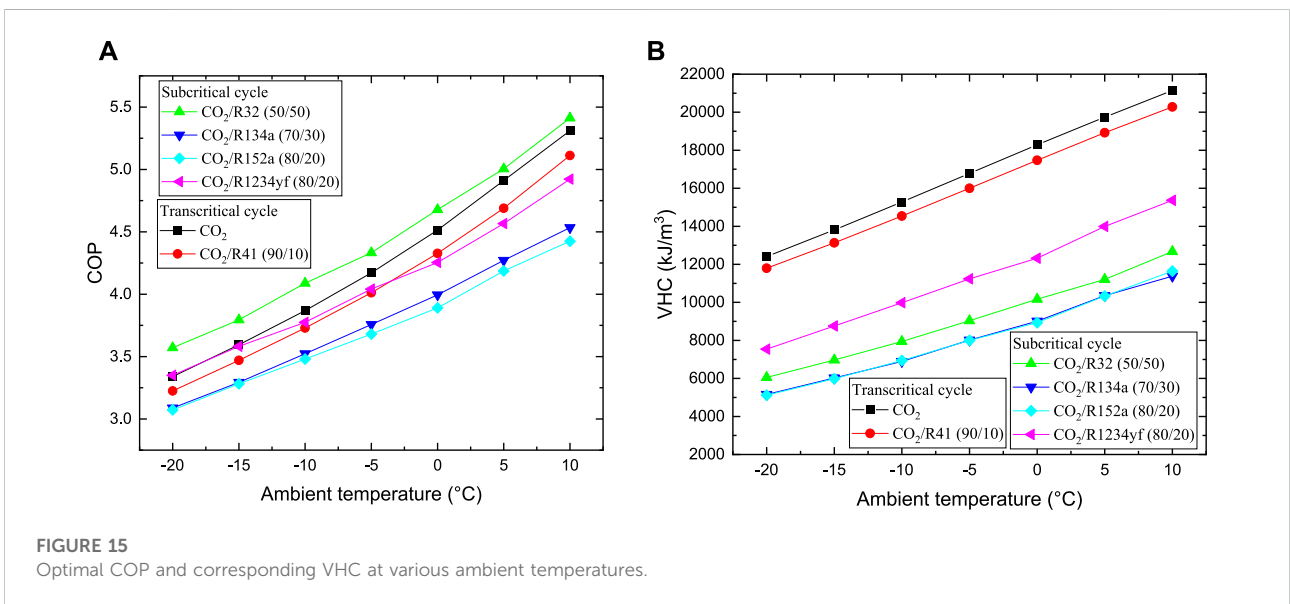 A
Subcritical cycle
CO₂/R32 (50/50)
CO₂/R134a (70/30)
CO₂/R152a (80/20)
CO₂/R1234yf (80/20)
Transcritical cycle
CO₂
CO₂/R41 (90/10)
COP
5.5
5.0
4.5
4.0
3.5
3.0
-20 -15 -10 -5 0 5 10
Ambient temperature (°C)
B
VHC (kJ/m³)
22000
20000
18000
16000
14000
12000
10000
8000
6000
4000
2000
Transcritical cycle
CO₂
CO₂/R41 (90/10)
Subcritical cycle
CO₂/R32 (50/50)
CO₂/R134a (70/30)
CO₂/R152a (80/20)
CO₂/R1234yf (80/20)
-20 -15 -10 -5 0 5 10
Ambient temperature (°C)
FIGURE 15
Optimal COP and corresponding VHC at various ambient temperatures.